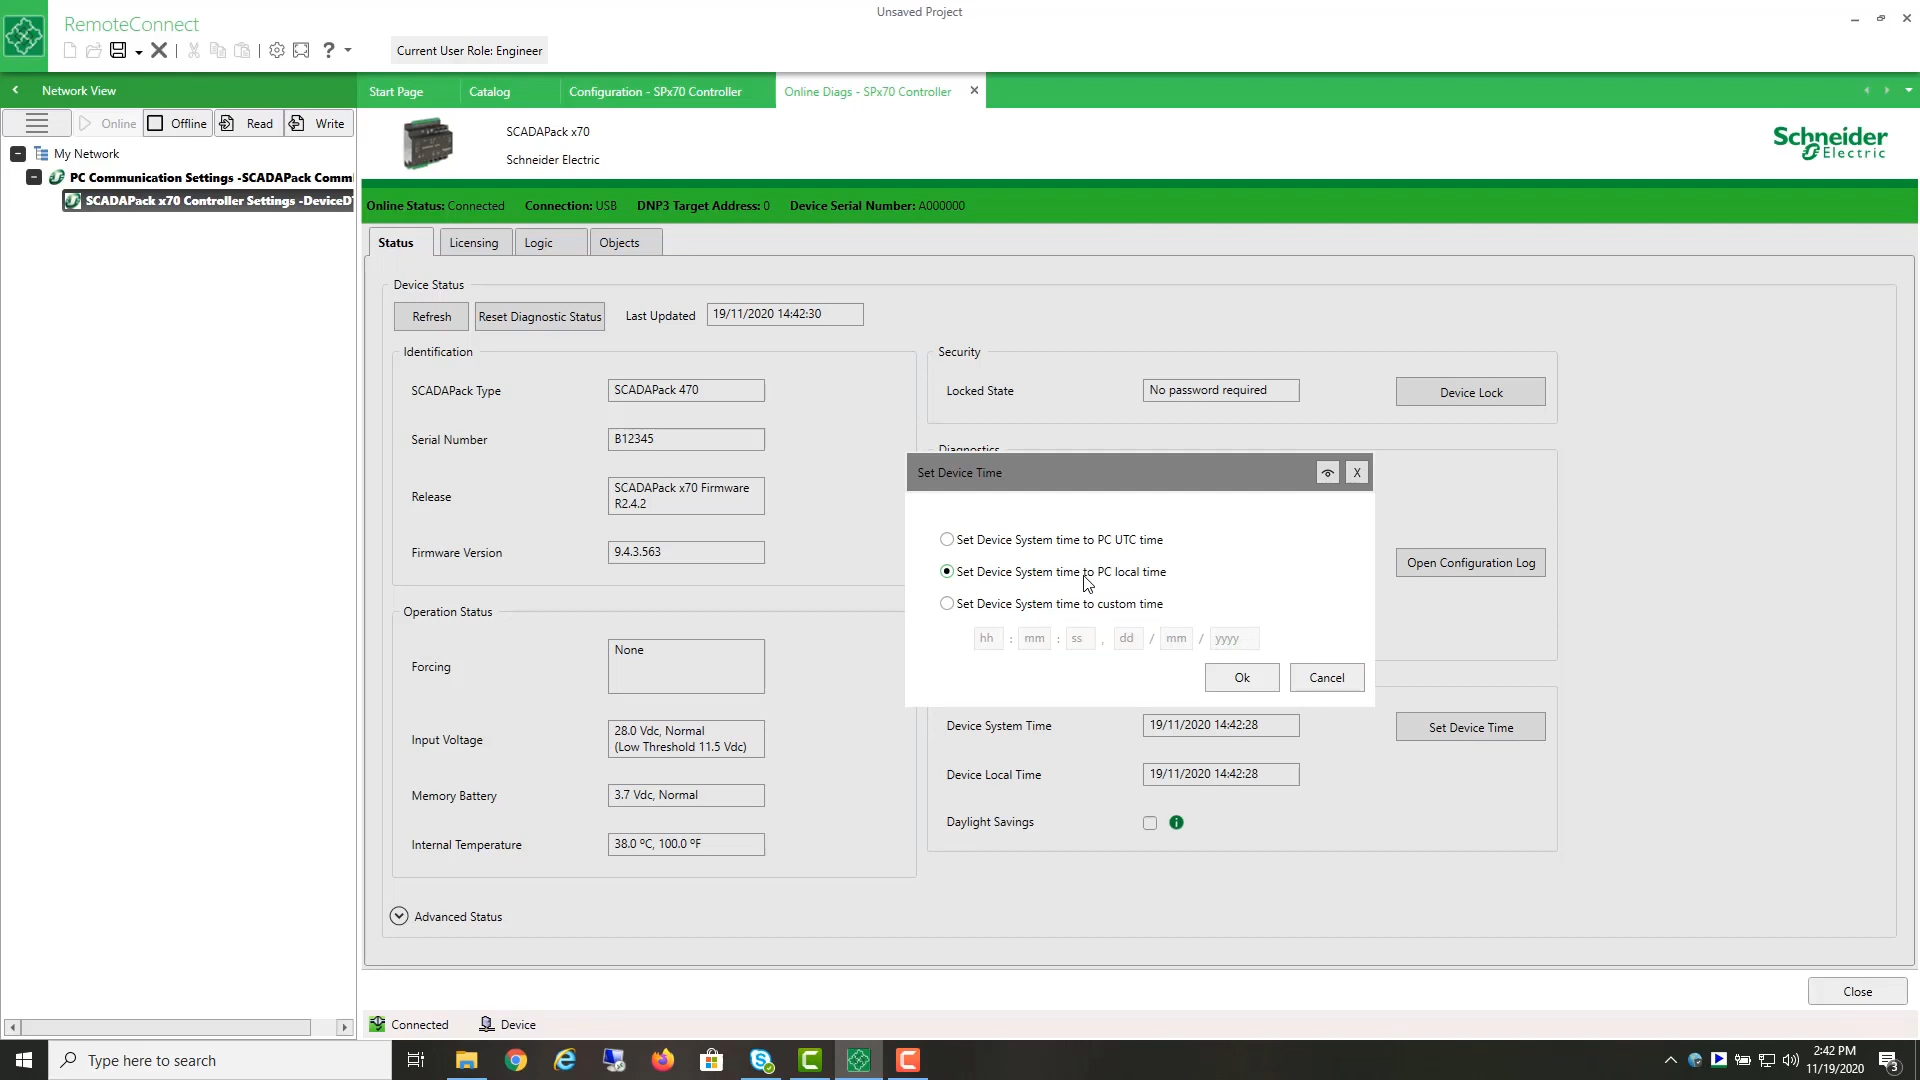 Unsaved Project
RemoteConnect
Current User Role: Engineer
Network View
Start Page
Catalog
Configuration - SPx70 Controller
Online Diags - SPx70 Controller
Online
Offline
Read
Write
My Network
PC Communication Settings -SCADAPack Comm
SCADAPack x70 Controller Settings -DeviceD
SCADAPack x70
Schneider Electric
Schneider
Electric
Online Status: Connected
Connection: USB
DNP3 Target Address: 0
Device Serial Number: A000000
Status
Licensing
Logic
Objects
Device Status
Refresh
Reset Diagnostic Status
Last Updated
19/11/2020 14:42:30
Identification
SCADAPack Type
SCADAPack 470
Serial Number
B12345
Release
SCADAPack x70 Firmware
R2.4.2
Firmware Version
9.4.3.563
Operation Status
Forcing
None
Input Voltage
28.0 Vdc, Normal
(Low Threshold 11.5 Vdc)
Memory Battery
3.7 Vdc, Normal
Internal Temperature
38.0 ºC, 100.0 ºF
Advanced Status
Security
Locked State
No password required
Device Lock
Diagnostics
Open Configuration Log
Set Device Time
X
Set Device System time to PC UTC time
Set Device System time to PC local time
Set Device System time to custom time
hh : mm : ss , dd / mm / yyyy
Ok
Cancel
Device System Time
19/11/2020 14:42:28
Set Device Time
Device Local Time
19/11/2020 14:42:28
Daylight Savings
Close
Connected
Device
Type here to search
2:42 PM
11/19/2020
3